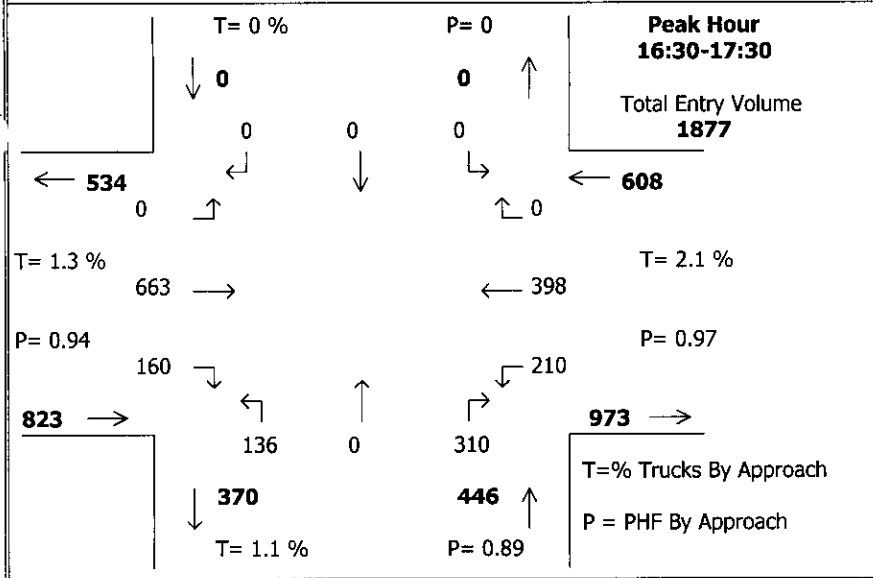 T= 0 %
P= 0
Peak Hour
16:30-17:30
0
0
Total Entry Volume
1877
0
0
0
534
608
0
0
T= 1.3 %
T= 2.1 %
663
398
P= 0.94
P= 0.97
160
210
823
973
136
0
310
T=% Trucks By Approach
370
446
P = PHF By Approach
T= 1.1 %
P= 0.89